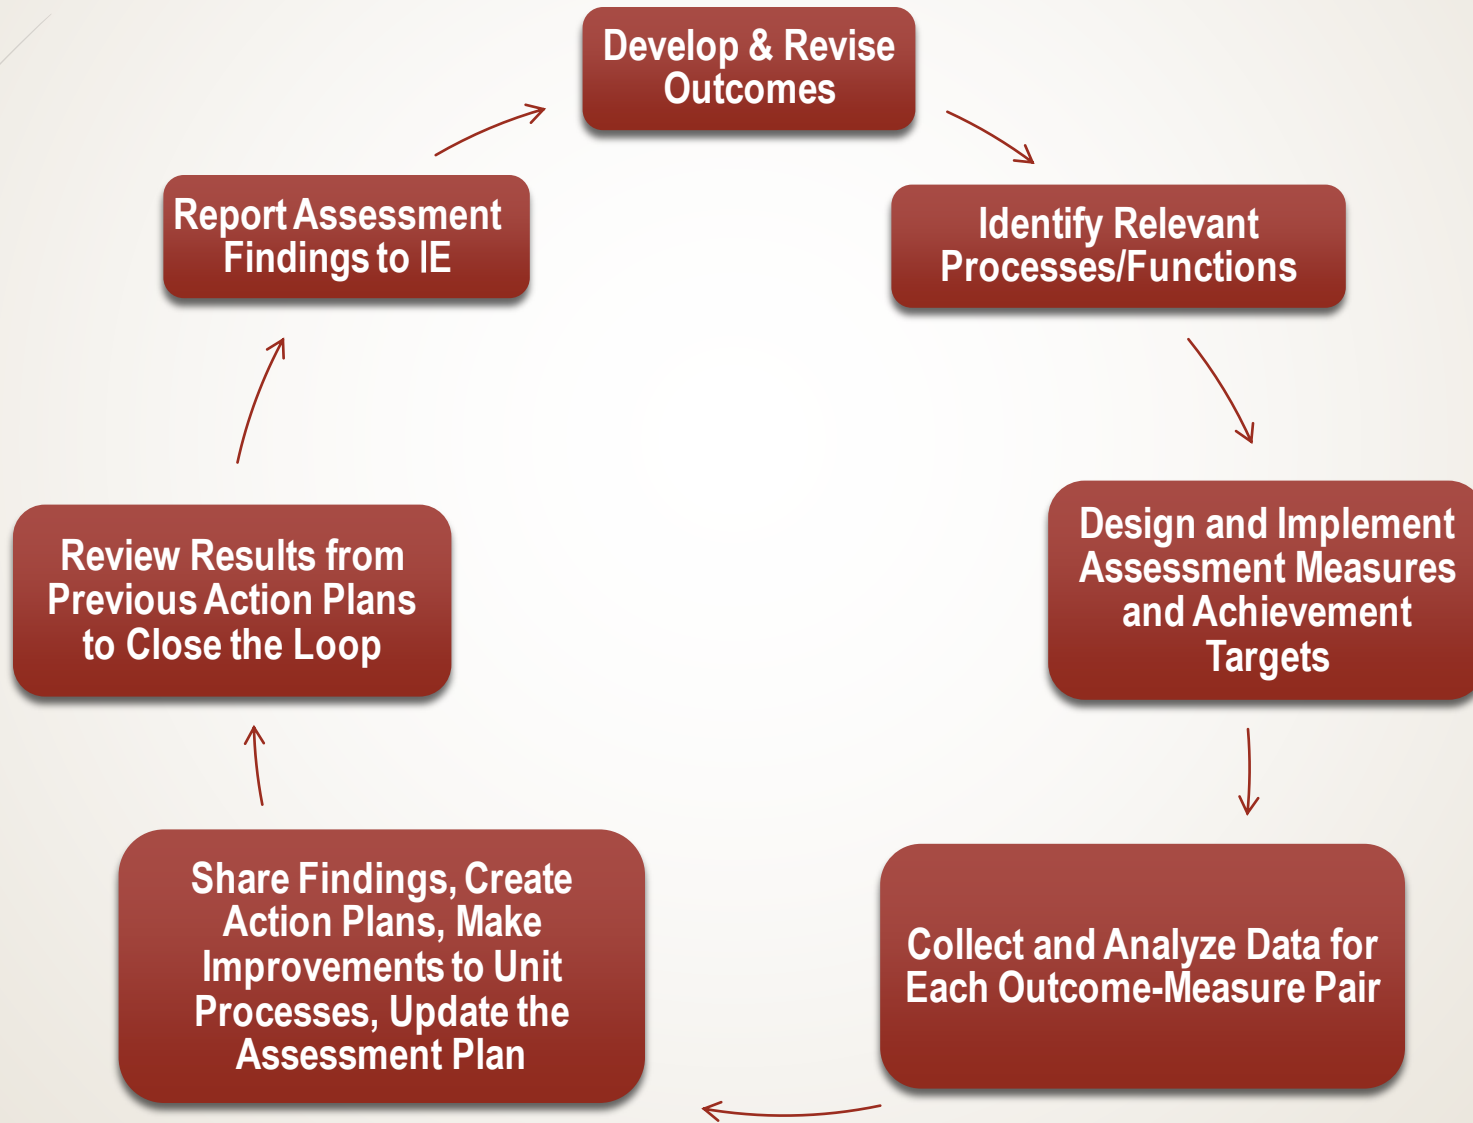 Develop & Revise
Outcomes
Identify Relevant
Processes/Functions
Design and Implement
Assessment Measures
and Achievement
Targets
Collect and Analyze Data for
Each Outcome-Measure Pair
Share Findings, Create
Action Plans, Make
Improvements to Unit
Processes, Update the
Assessment Plan
Review Results from
Previous Action Plans
to Close the Loop
Report Assessment
Findings to IE